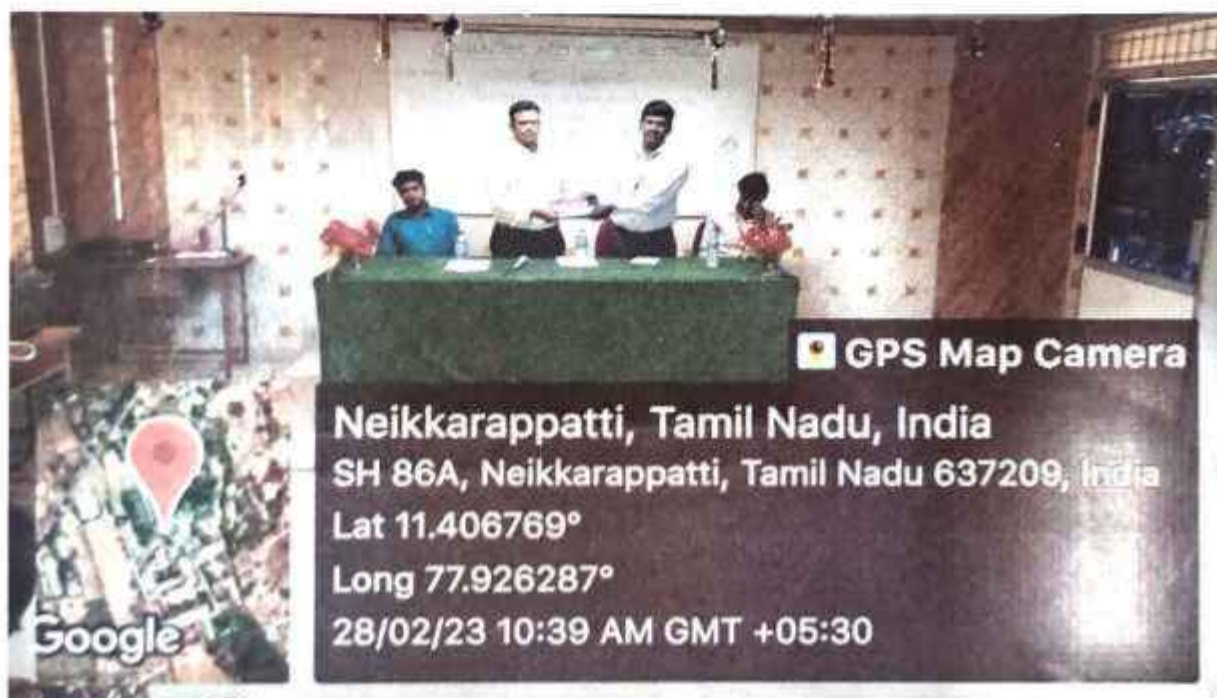 GPS Map Camera
Neikkarappatti, Tamil Nadu, India
SH 86A, Neikkarappatti, Tamil Nadu 637209, India
Lat 11.406769°
Long 77.926287°
28/02/23 10:39 AM GMT +05:30
Google